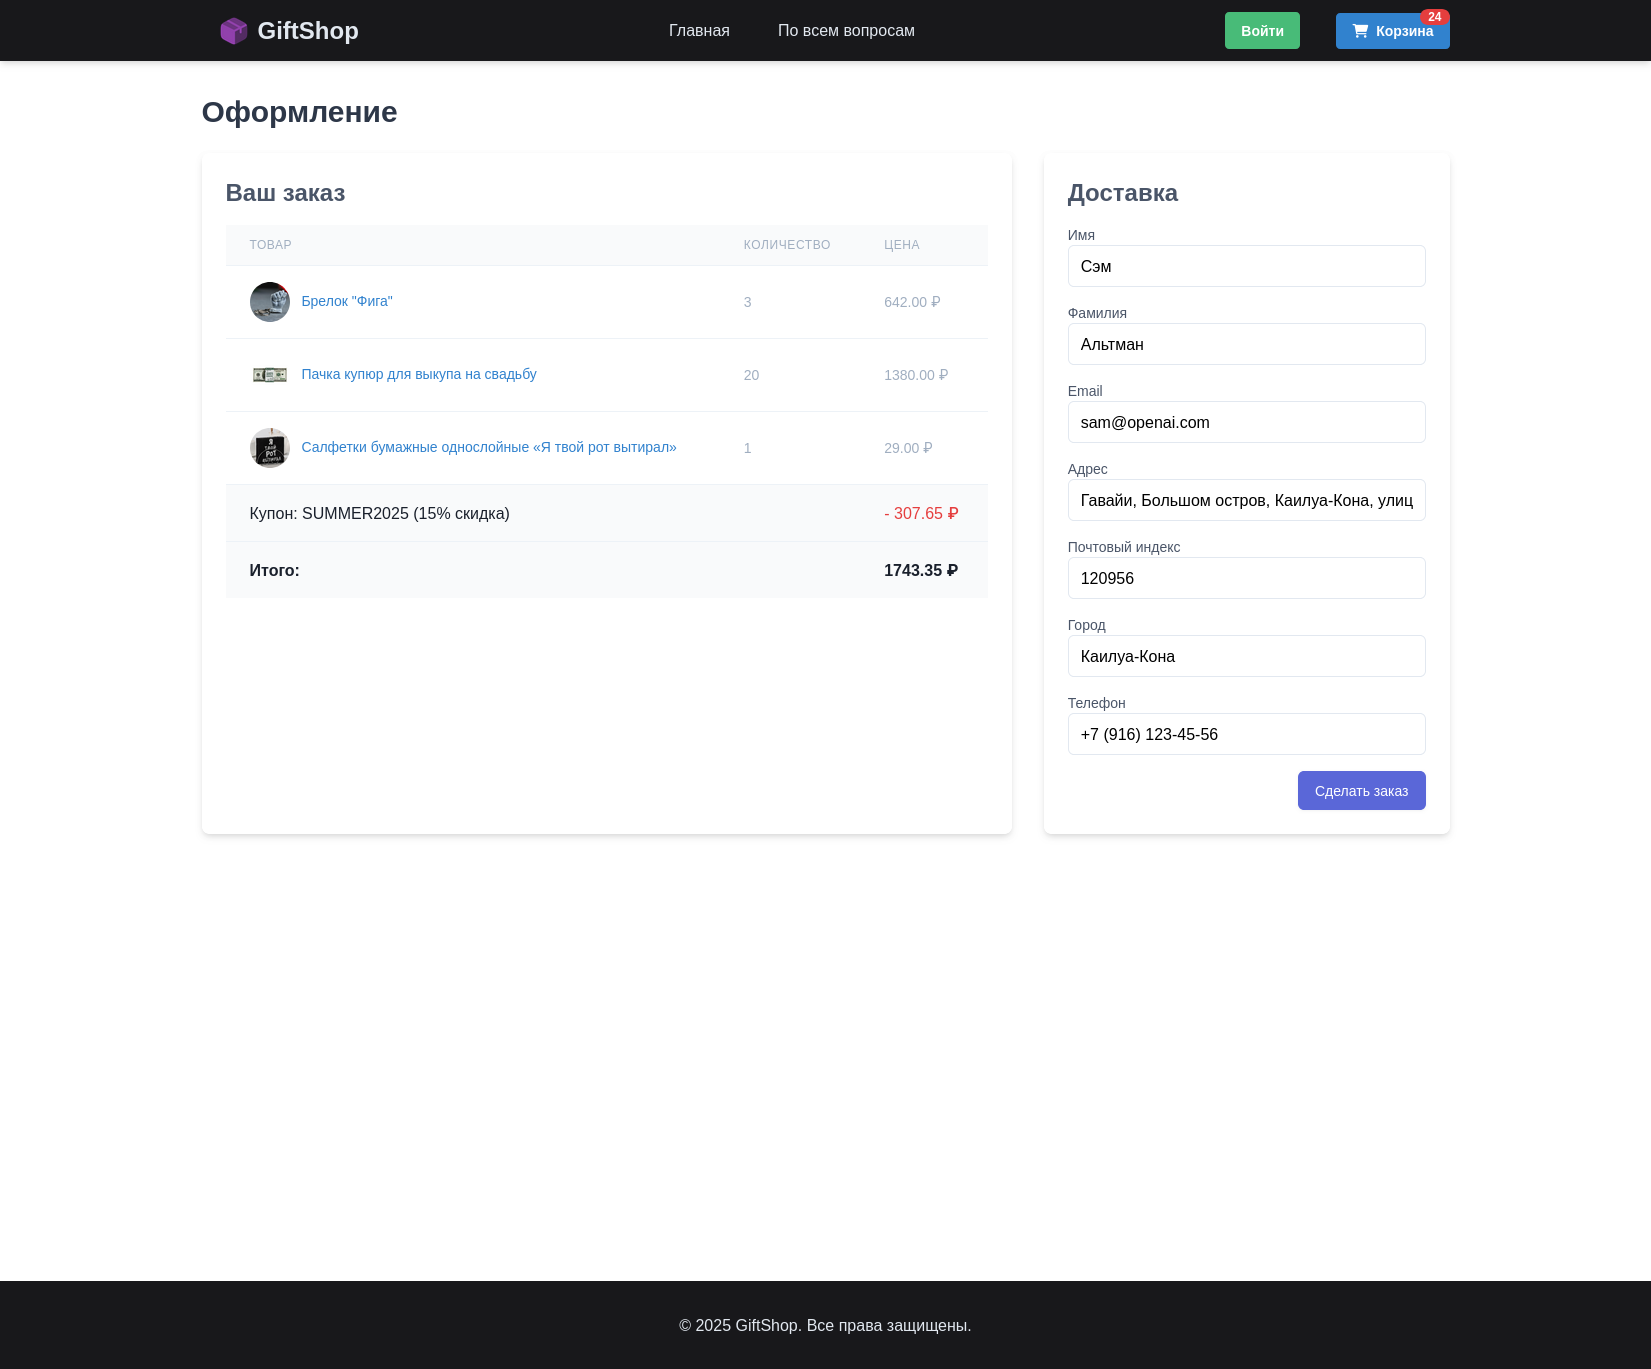 GiftShop
Главная
По всем вопросам
Войти
Корзина
24
Оформление
Ваш заказ
ТОВАР КОЛИЧЕСТВО ЦЕНА
Брелок "Фига" 3 642.00 ₽
Пачка купюр для выкупа на свадьбу 20 1380.00 ₽
Салфетки бумажные однослойные «Я твой рот вытирал» 1 29.00 ₽
Купон: SUMMER2025 (15% скидка) - 307.65 ₽
Итого: 1743.35 ₽
Доставка
Имя
Сэм
Фамилия
Альтман
Email
sam@openai.com
Адрес
Гавайи, Большом остров, Каилуа-Кона, улиц
Почтовый индекс
120956
Город
Каилуа-Кона
Телефон
+7 (916) 123-45-56
Сделать заказ
© 2025 GiftShop. Все права защищены.